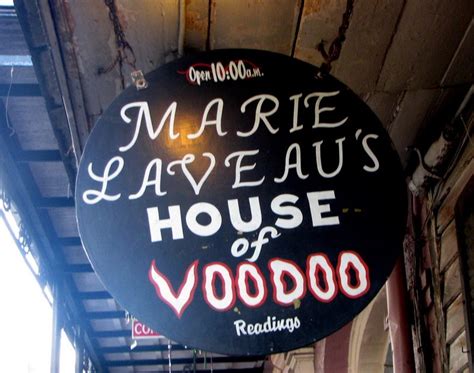 Open 10:00 a.m.
MARIE
LAVEAU'S
HOUSE
of
VOODOO
Readings